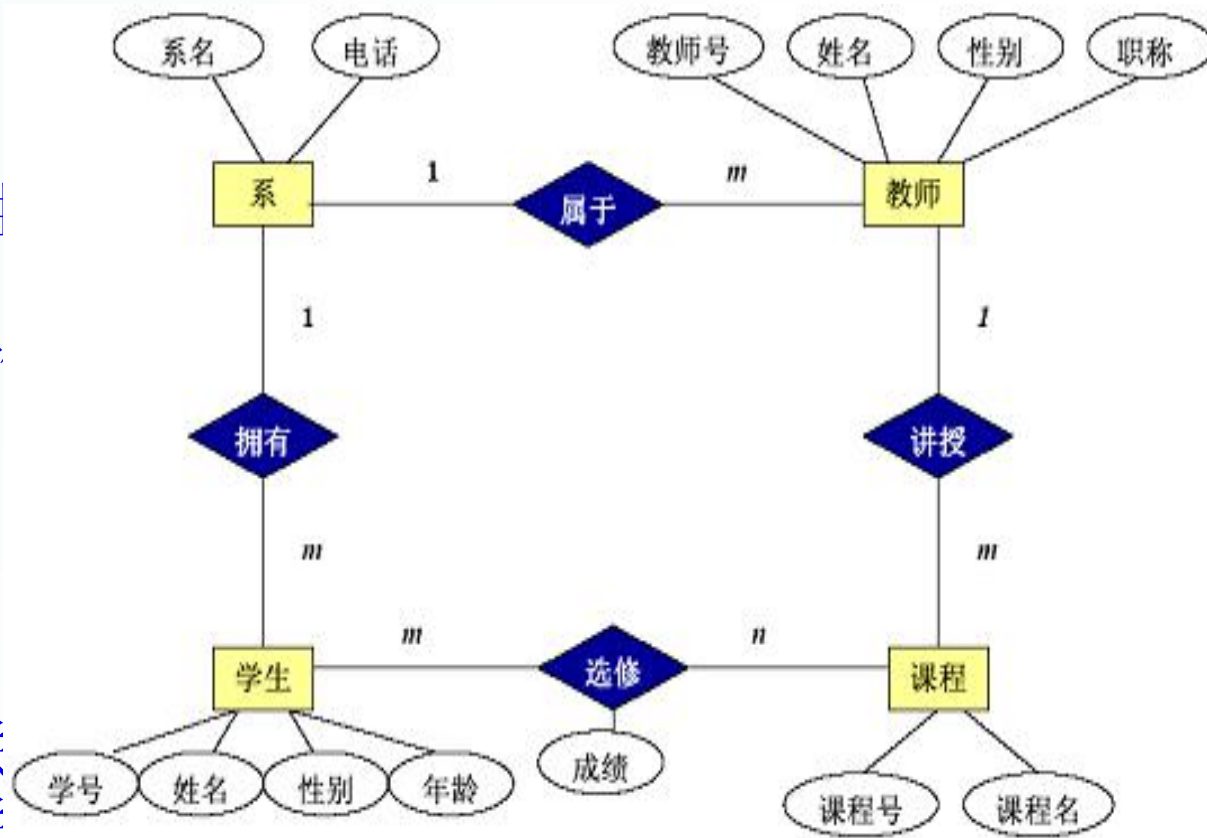 系名
电话
教师号
姓名
性别
职称
系
1
属于
m
教师
1
1
拥有
讲授
m
m
学生
m
选修
n
课程
学号
姓名
性别
年龄
成绩
课程号
课程名